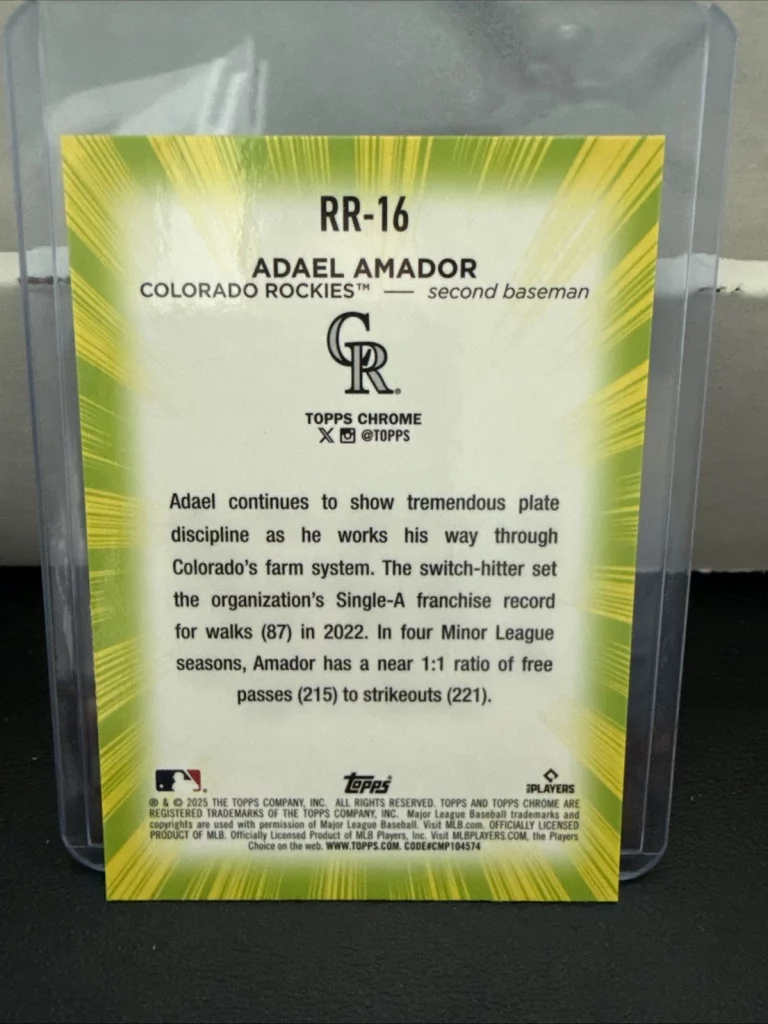 RR-16
ADAEL AMADOR
COLORADO ROCKIES™ — second baseman
CR®
TOPPS CHROME
X @TOPPS
Adael continues to show tremendous plate
discipline as he works his way through
Colorado's farm system. The switch-hitter set
the organization's Single-A franchise record
for walks (87) in 2022. In four Minor League
seasons, Amador has a near 1:1 ratio of free
passes (215) to strikeouts (221).
Topps® PLAYERS
® & © 2025 THE TOPPS COMPANY, INC. ALL RIGHTS RESERVED. TOPPS AND TOPPS CHROME ARE
REGISTERED TRADEMARKS OF THE TOPPS COMPANY, INC. Major League Baseball trademarks and
copyrights are used with permission of Major League Baseball. Visit MLB.com. OFFICIALLY LICENSED
PRODUCT OF MLB. Officially Licensed Product of MLB Players, Inc. Visit MLBPLAYERS.COM, the Players
Choice on the web. WWW.TOPPS.COM. CODE#CMP104574